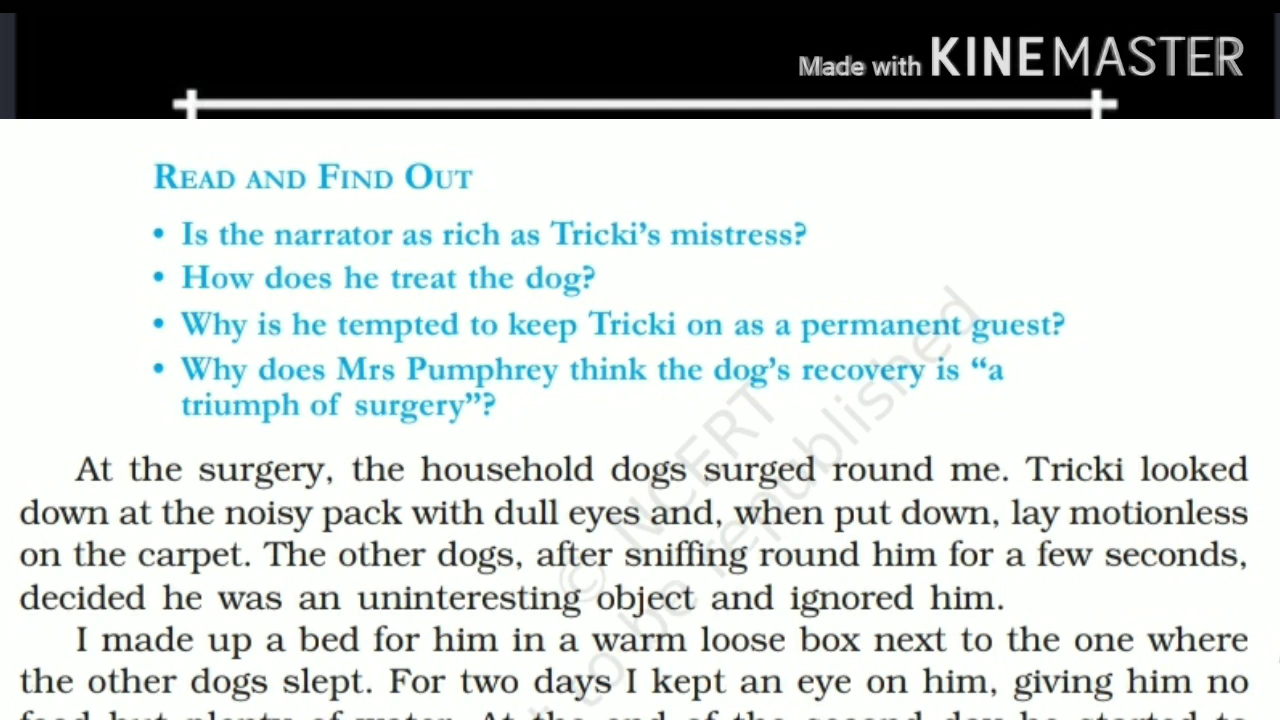 Made with KINEMASTER
READ AND FIND OUT
• Is the narrator as rich as Tricki's mistress?
• How does he treat the dog?
• Why is he tempted to keep Tricki on as a permanent guest?
• Why does Mrs Pumphrey think the dog's recovery is “a
triumph of surgery”?
At the surgery, the household dogs surged round me. Tricki looked
down at the noisy pack with dull eyes and, when put down, lay motionless
on the carpet. The other dogs, after sniffing round him for a few seconds,
decided he was an uninteresting object and ignored him.
I made up a bed for him in a warm loose box next to the one where
the other dogs slept. For two days I kept an eye on him, giving him no
© NCERT
to be republished